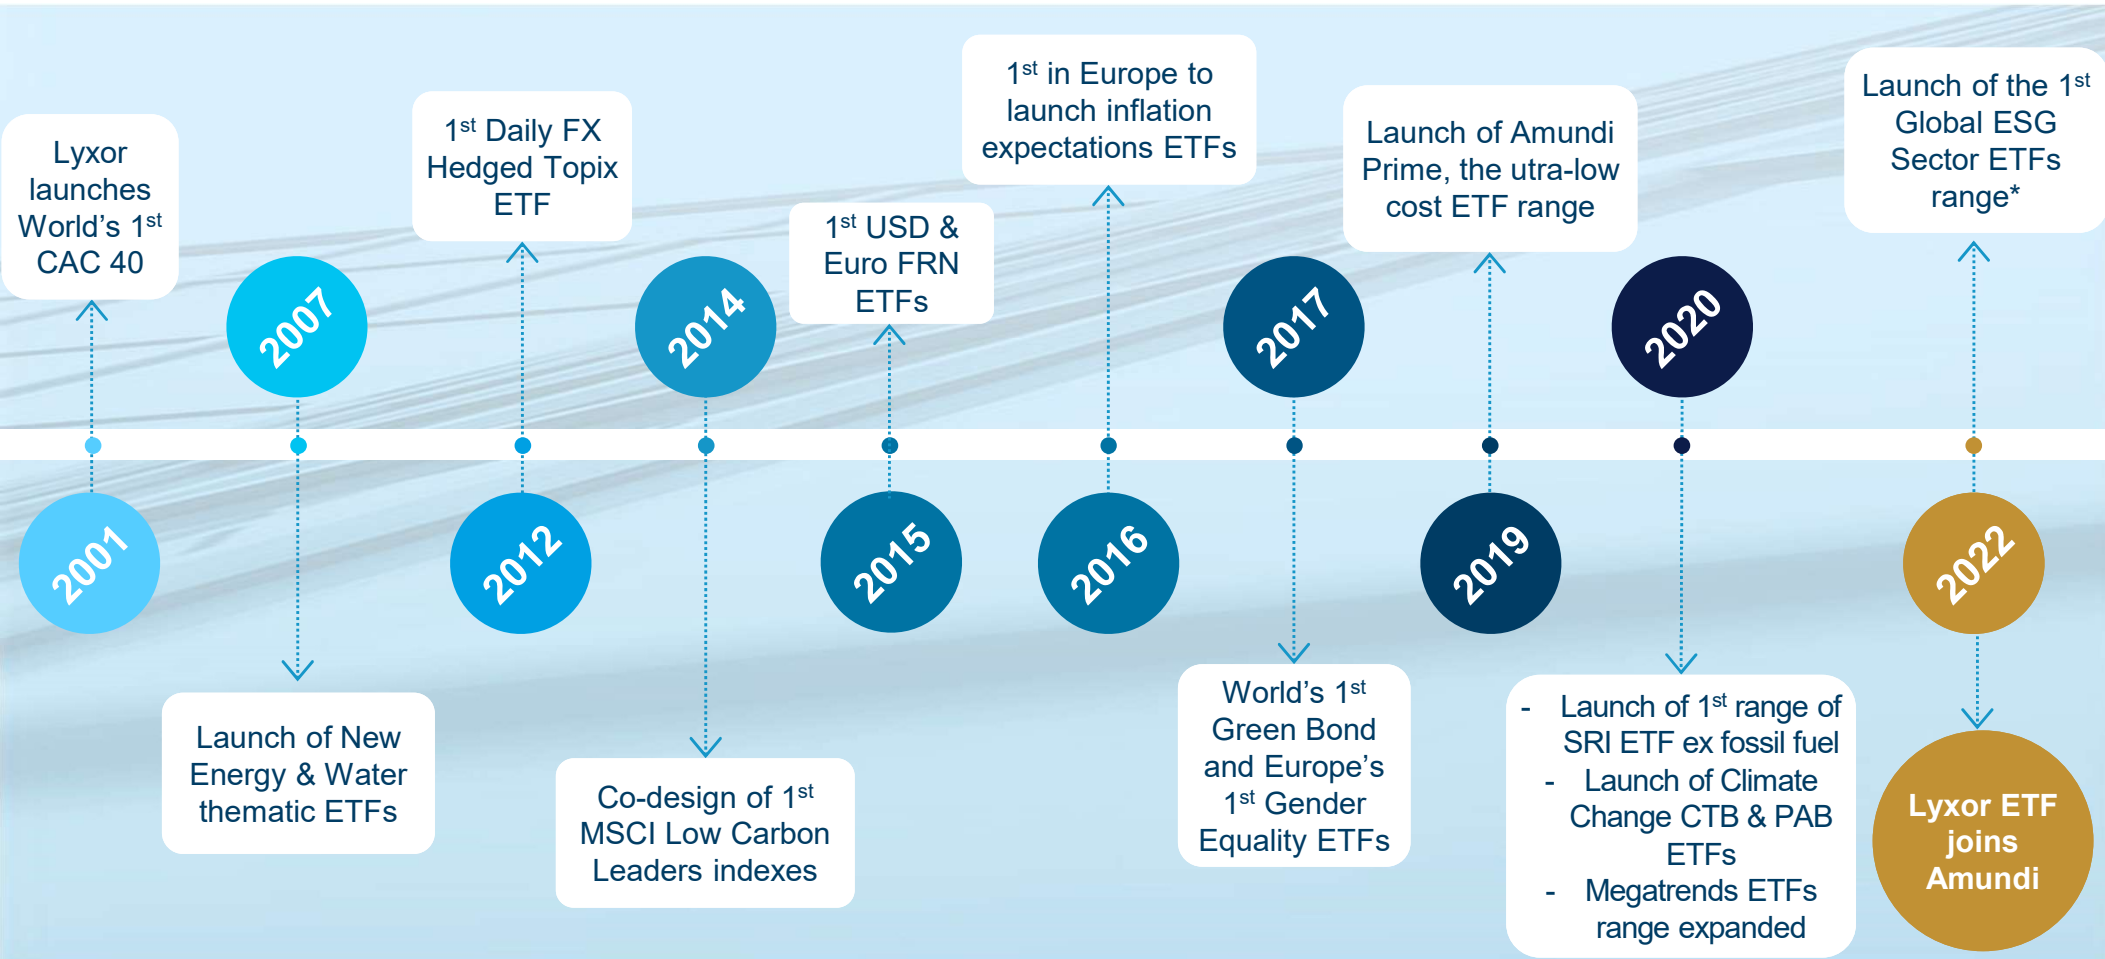 Lyxor
launches
World's 1st
CAC 40
2001
2007
Launch of New
Energy & Water
thematic ETFs
1st Daily FX
Hedged Topix
ETF
2012
2014
Co-design of 1st
MSCI Low Carbon
Leaders indexes
1st USD &
Euro FRN
ETFs
2015
1st in Europe to
launch inflation
expectations ETFs
2016
2017
World's 1st
Green Bond
and Europe's
1st Gender
Equality ETFs
Launch of Amundi
Prime, the utra-low
cost ETF range
2019
2020
- Launch of 1st range of
SRI ETF ex fossil fuel
- Launch of Climate
Change CTB & PAB
ETFs
- Megatrends ETFs
range expanded
Launch of the 1st
Global ESG
Sector ETFs
range*
2022
Lyxor ETF
joins
Amundi